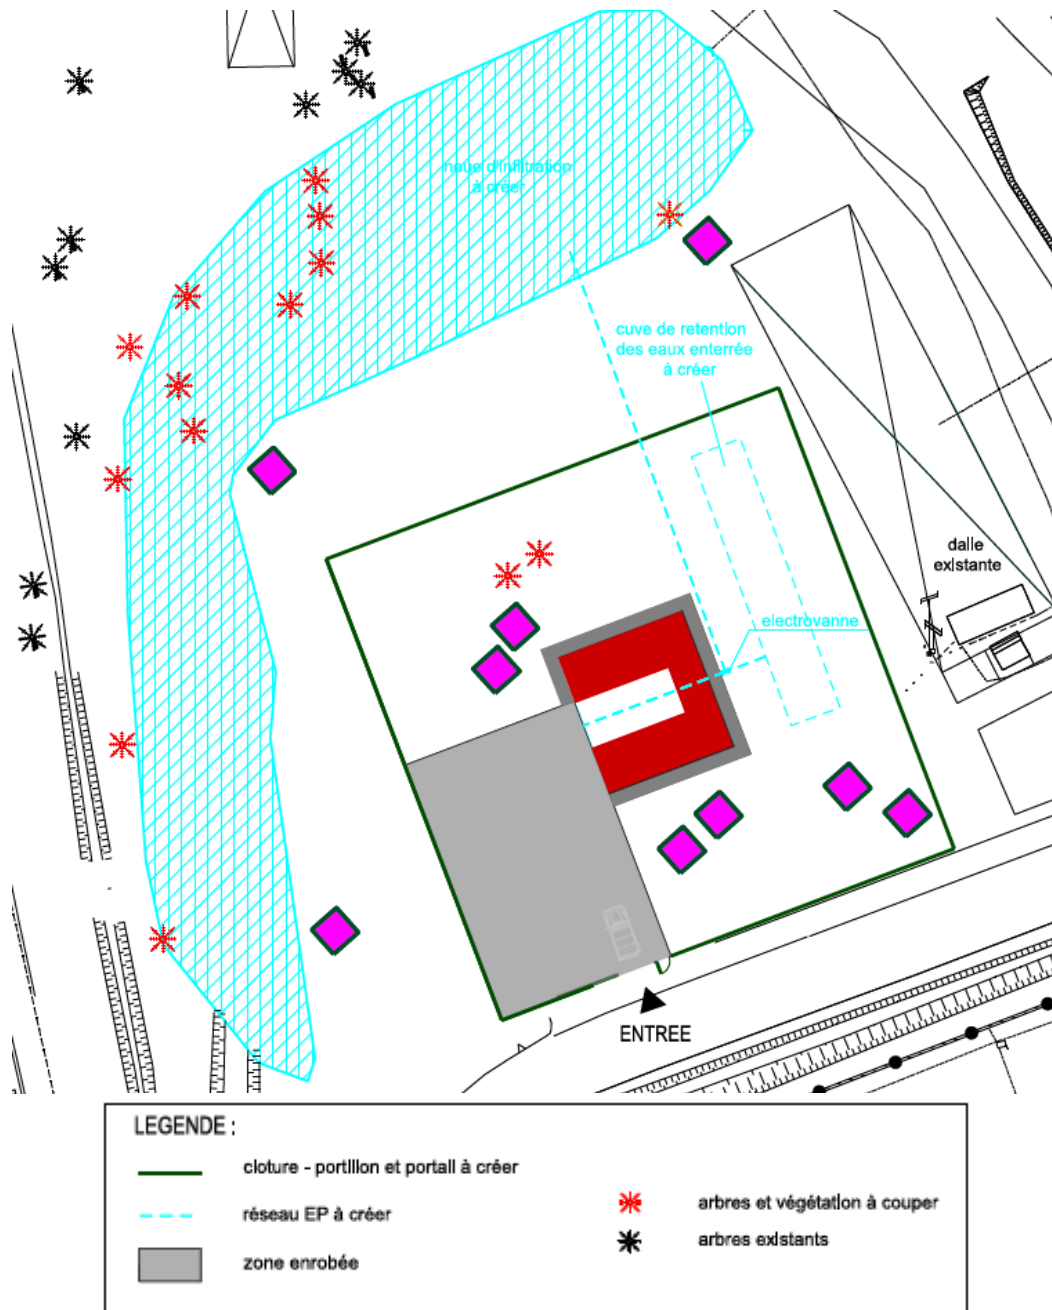 noue d'infiltration
à créer
cuve de retention
des eaux enterrée
à créer
dalle
existante
electrovanne
ENTREE
LEGENDE :
cloture - portillon et portail à créer
réseau EP à créer
zone enrobée
arbres et végétation à couper
arbres existants